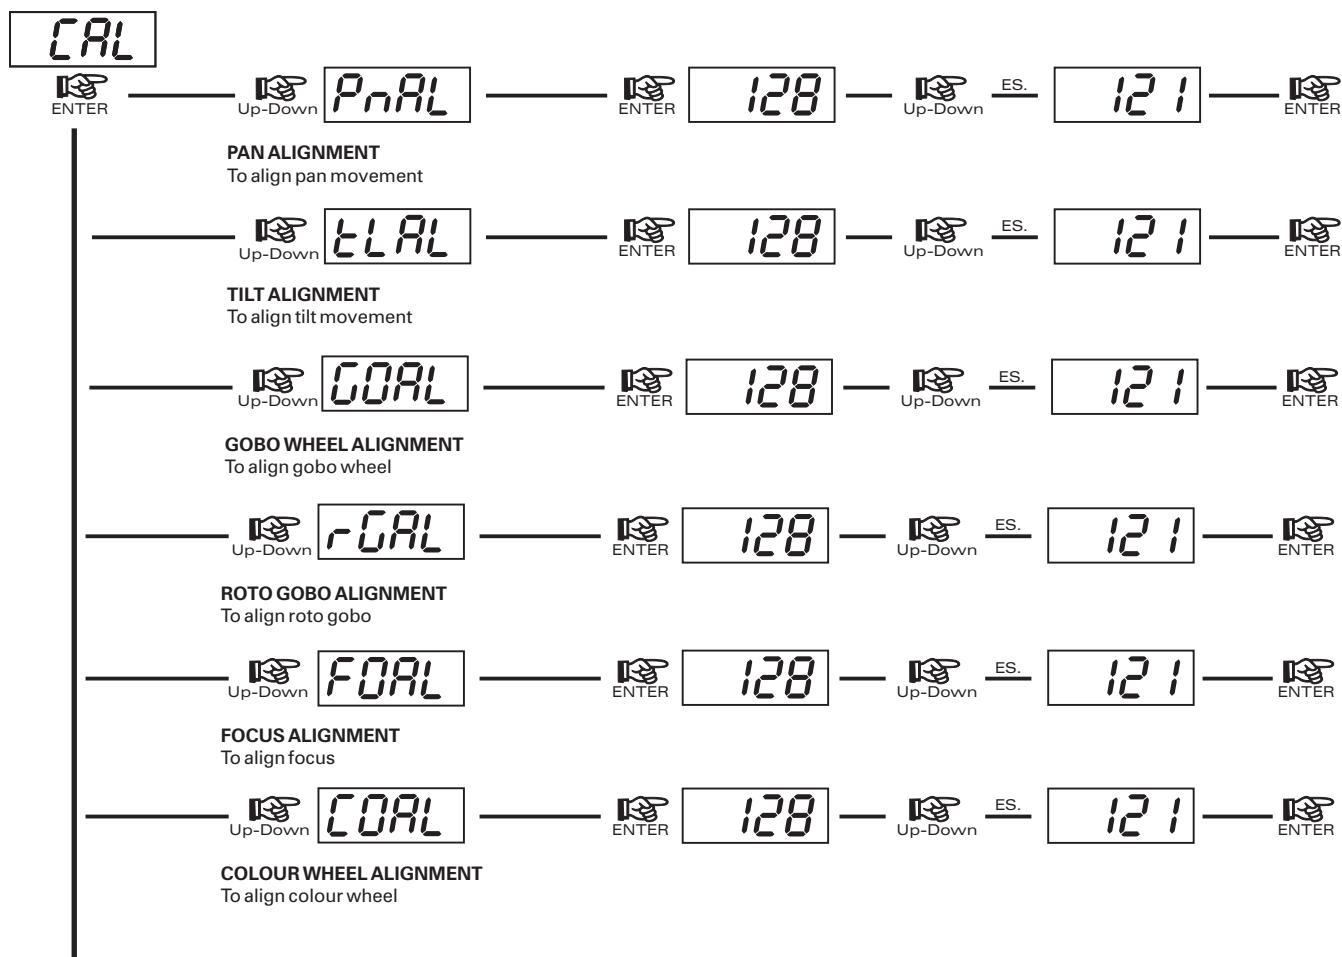 CAL
ENTER Up-Down PnAL ENTER 128 Up-Down ES. 121 ENTER
PAN ALIGNMENT
To align pan movement
Up-Down tLAL ENTER 128 Up-Down ES. 121 ENTER
TILT ALIGNMENT
To align tilt movement
Up-Down GOAL ENTER 128 Up-Down ES. 121 ENTER
GOBO WHEEL ALIGNMENT
To align gobo wheel
Up-Down rGAL ENTER 128 Up-Down ES. 121 ENTER
ROTO GOBO ALIGNMENT
To align roto gobo
Up-Down FOAL ENTER 128 Up-Down ES. 121 ENTER
FOCUS ALIGNMENT
To align focus
Up-Down COAL ENTER 128 Up-Down ES. 121 ENTER
COLOUR WHEEL ALIGNMENT
To align colour wheel